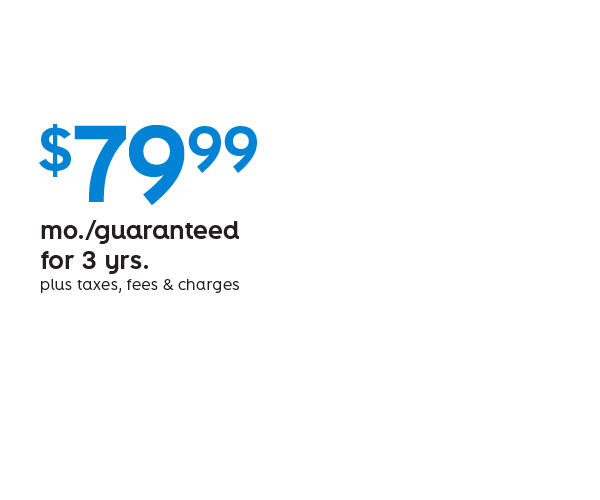 $79 99
mo./guaranteed
for 3 yrs.
plus taxes, fees & charges